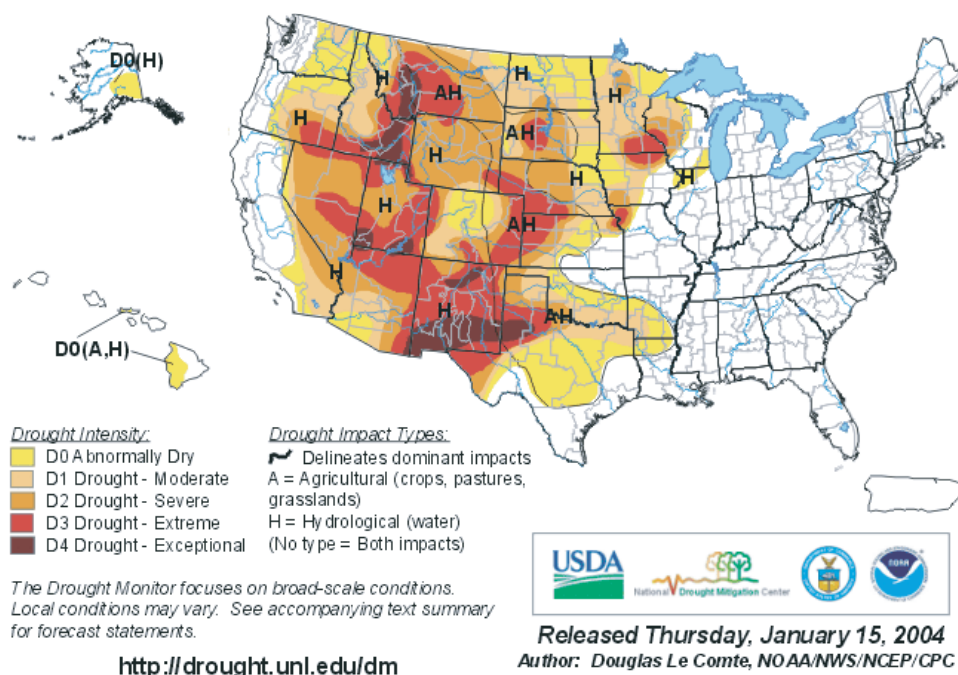 D0(H)
H
H
H
H
AH
H
AH
H
H
H
H
AH
H
H
AH
D0(A,H)
Drought Intensity:
D0 Abnormally Dry
D1 Drought - Moderate
D2 Drought - Severe
D3 Drought - Extreme
D4 Drought - Exceptional
Drought Impact Types:
Delineates dominant impacts
A = Agricultural (crops, pastures,
grasslands)
H = Hydrological (water)
(No type = Both impacts)
The Drought Monitor focuses on broad-scale conditions.
Local conditions may vary. See accompanying text summary
for forecast statements.
http://drought.unl.edu/dm
USDA
National Drought Mitigation Center
NOAA
Released Thursday, January 15, 2004
Author: Douglas Le Comte, NOAA/NWS/NCEP/CPC